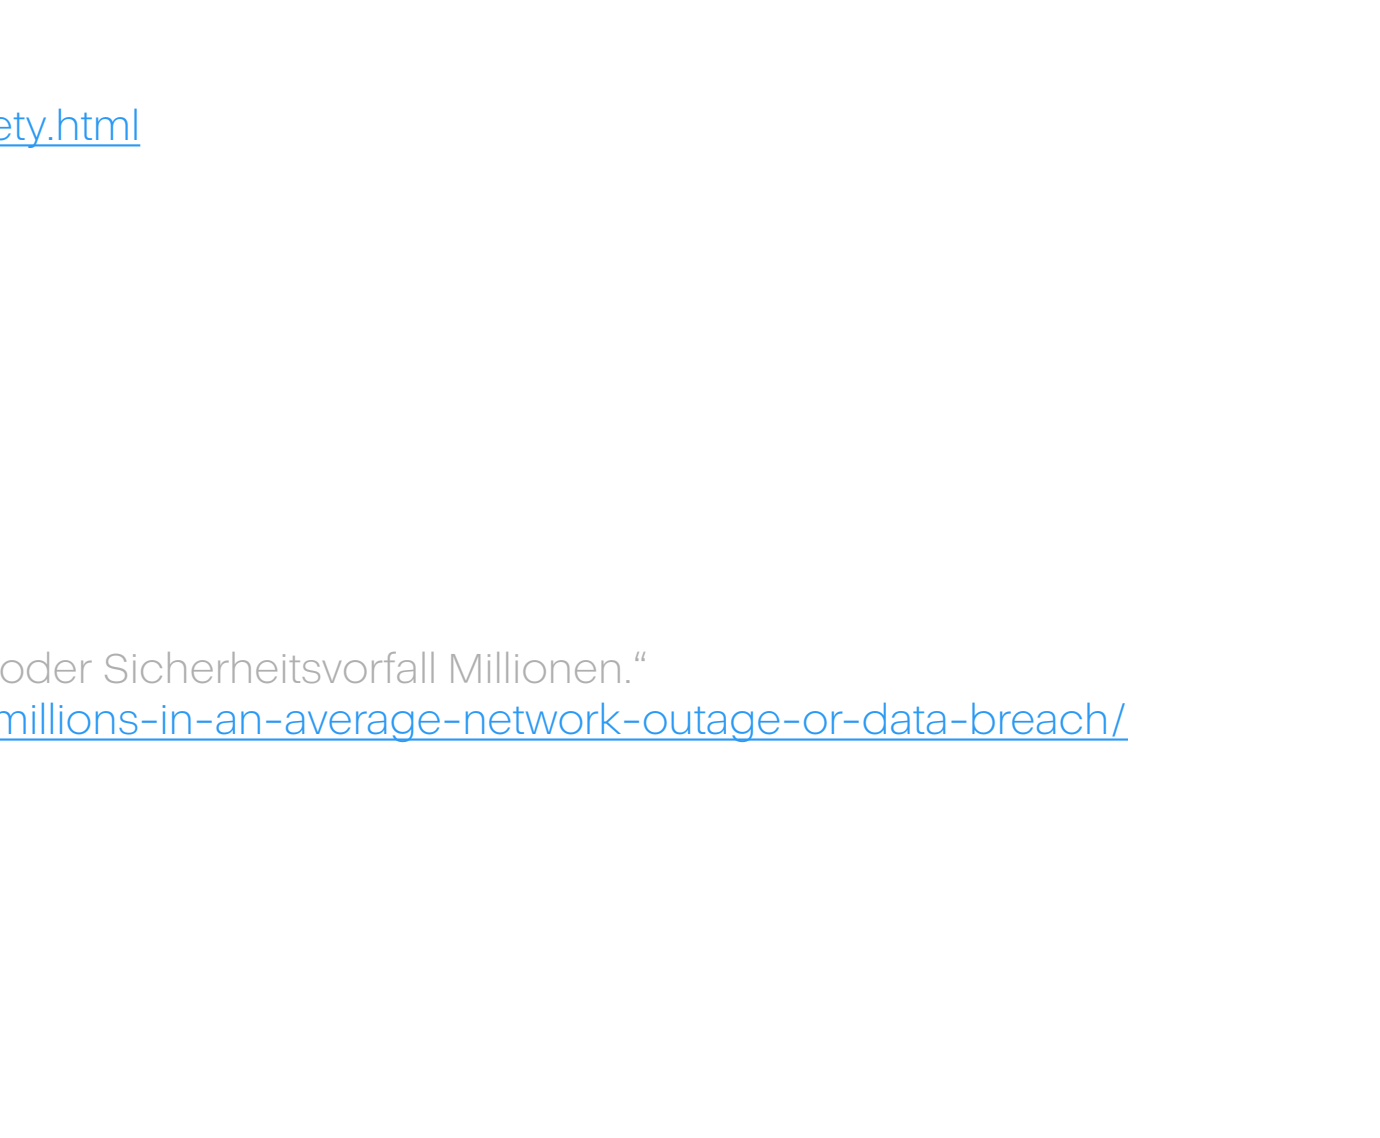 ety.html
oder Sicherheitsvorfall Millionen.“
millions-in-an-average-network-outage-or-data-breach/